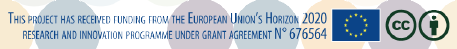 This project has received funding from the European Union's Horizon 2020
research and innovation programme under grant agreement N° 676564
cc